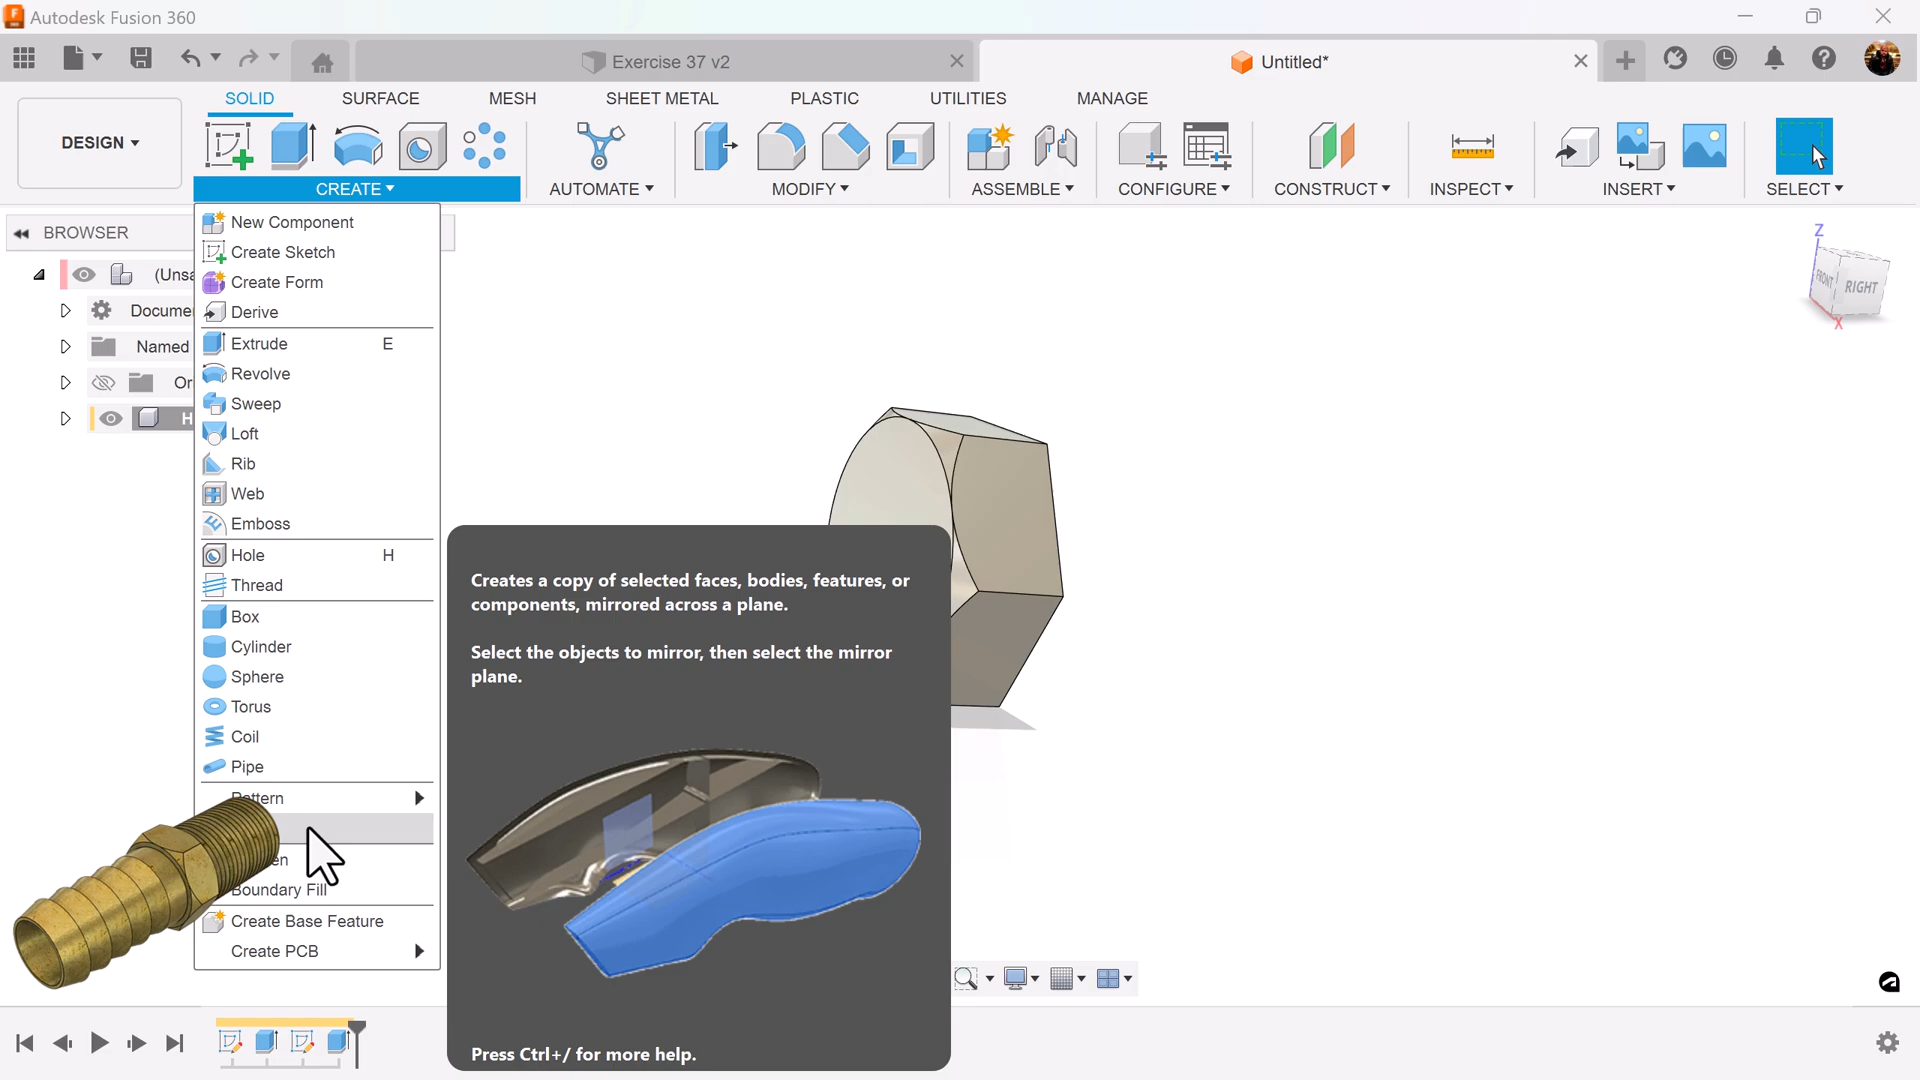 Autodesk Fusion 360
Exercise 37 v2
Untitled*
DESIGN
SOLID
SURFACE
MESH
SHEET METAL
PLASTIC
UTILITIES
MANAGE
CREATE
AUTOMATE
MODIFY
ASSEMBLE
CONFIGURE
CONSTRUCT
INSPECT
INSERT
SELECT
BROWSER
(Unsa
Docume
Named
Or
H
New Component
Create Sketch
Create Form
Derive
Extrude E
Revolve
Sweep
Loft
Rib
Web
Emboss
Hole H
Thread
Box
Cylinder
Sphere
Torus
Coil
Pipe
Pattern
en
Boundary Fill
Create Base Feature
Create PCB
Creates a copy of selected faces, bodies, features, or
components, mirrored across a plane.
Select the objects to mirror, then select the mirror
plane.
Press Ctrl+/ for more help.
Z
FRONT
RIGHT
X